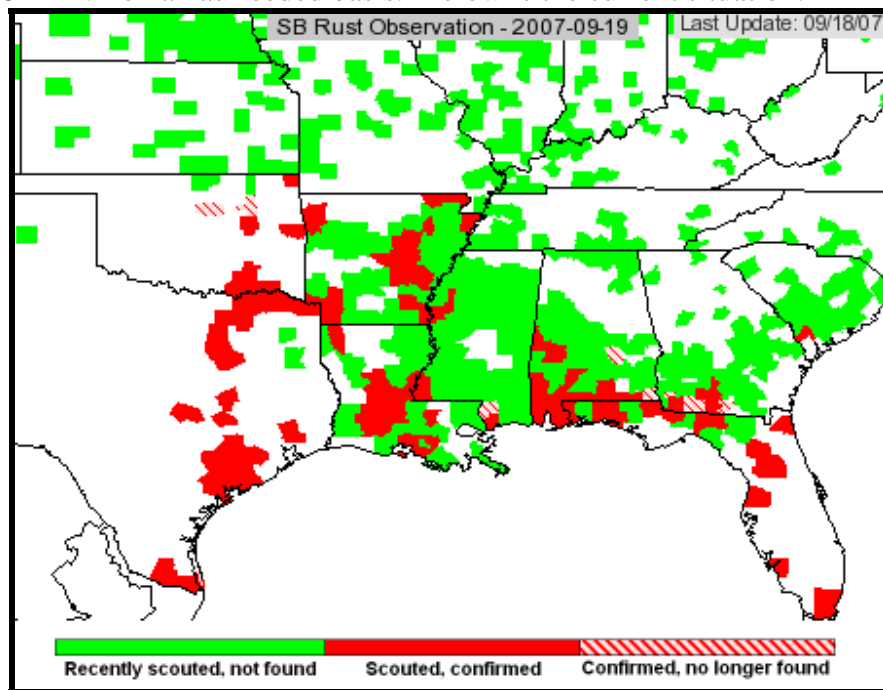 SB Rust Observation - 2007-09-19
Last Update: 09/18/07
Recently scouted, not found
Scouted, confirmed
Confirmed, no longer found